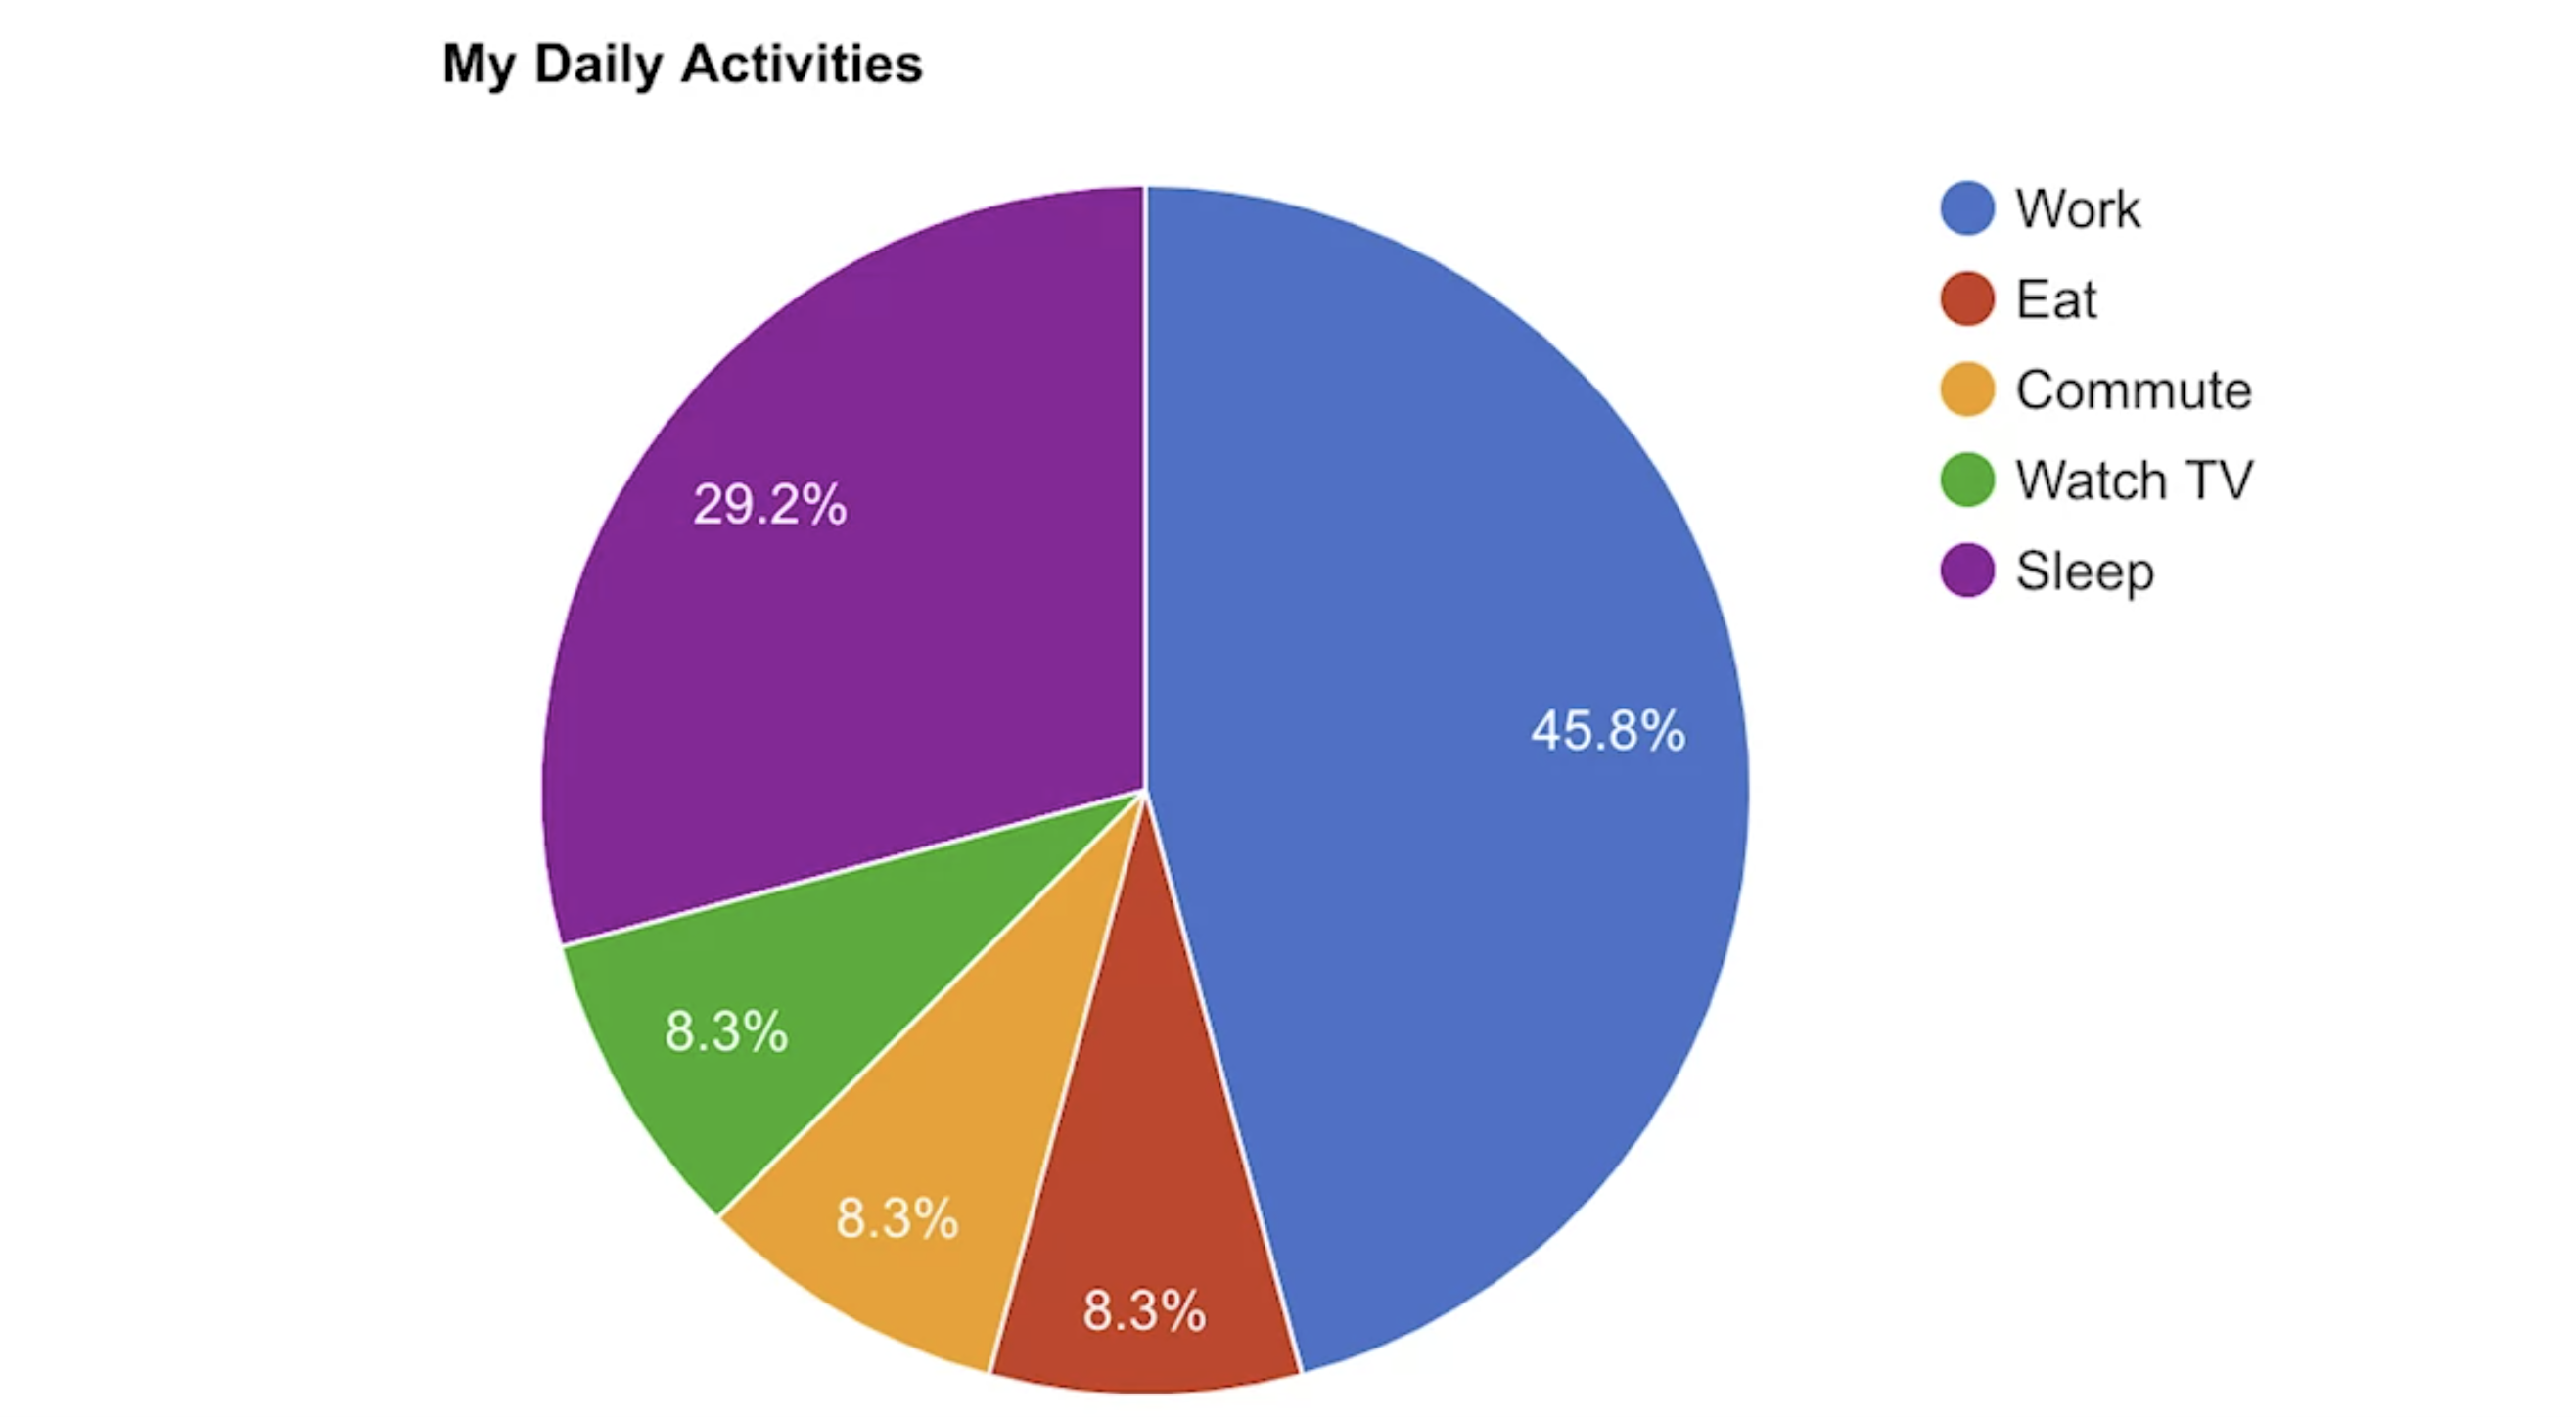 My Daily Activities
Work
Eat
Commute
Watch TV
Sleep
29.2%
45.8%
8.3%
8.3%
8.3%